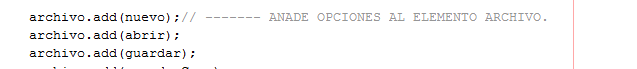 archivo.add(nuevo);// ------- ANADE OPCIONES AL ELEMENTO ARCHIVO.
archivo.add(abrir);
archivo.add(guardar);